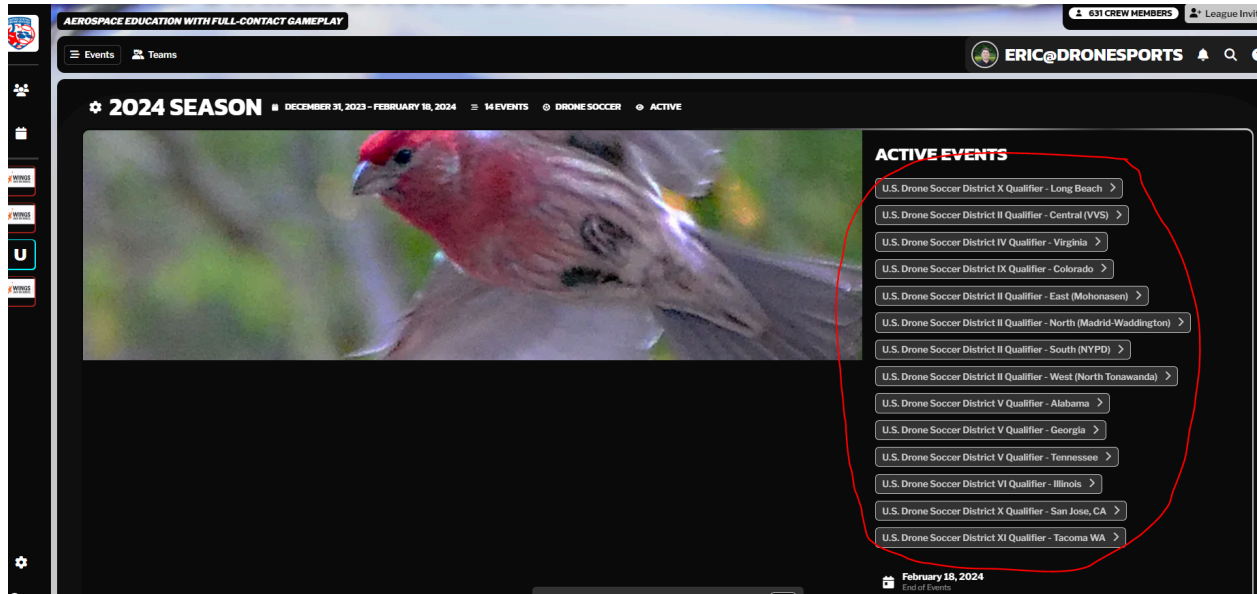 AEROSPACE EDUCATION WITH FULL-CONTACT GAMEPLAY
631 CREW MEMBERS
League Invi
Events
Teams
ERIC@DRONESPORTS
2024 SEASON
DECEMBER 31, 2023 - FEBRUARY 18, 2024
14 EVENTS
DRONE SOCCER
ACTIVE
WINGS
WINGS
U
WINGS
ACTIVE EVENTS
U.S. Drone Soccer District X Qualifier - Long Beach
U.S. Drone Soccer District II Qualifier - Central (VVS)
U.S. Drone Soccer District IV Qualifier - Virginia
U.S. Drone Soccer District IX Qualifier - Colorado
U.S. Drone Soccer District II Qualifier - East (Mohonasen)
U.S. Drone Soccer District II Qualifier - North (Madrid-Waddington)
U.S. Drone Soccer District II Qualifier - South (NYPD)
U.S. Drone Soccer District II Qualifier - West (North Tonawanda)
U.S. Drone Soccer District V Qualifier - Alabama
U.S. Drone Soccer District V Qualifier - Georgia
U.S. Drone Soccer District V Qualifier - Tennessee
U.S. Drone Soccer District VI Qualifier - Illinois
U.S. Drone Soccer District X Qualifier - San Jose, CA
U.S. Drone Soccer District XI Qualifier - Tacoma WA
February 18, 2024
End of Events